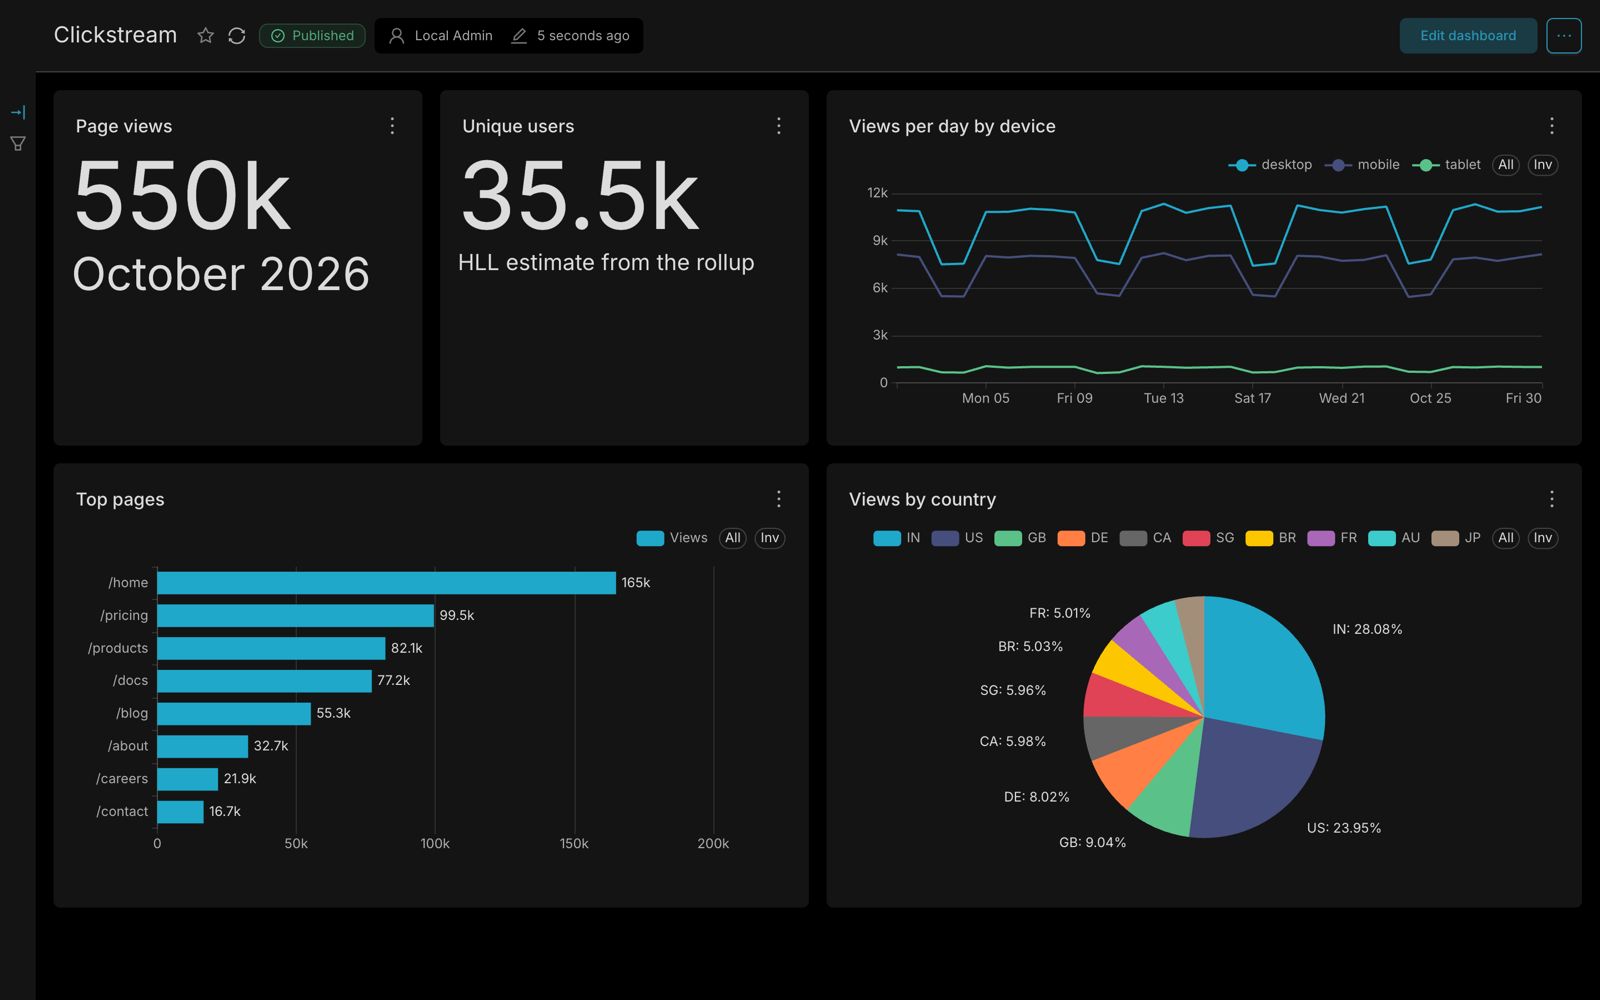 Clickstream
Published
Local Admin
5 seconds ago
Edit dashboard
Page views
550k
October 2026
Unique users
35.5k
HLL estimate from the rollup
Views per day by device
desktop mobile tablet All Inv
12k
9k
6k
3k
0
Mon 05 Fri 09 Tue 13 Sat 17 Wed 21 Oct 25 Fri 30
Top pages
Views All Inv
/home 165k
/pricing 99.5k
/products 82.1k
/docs 77.2k
/blog 55.3k
/about 32.7k
/careers 21.9k
/contact 16.7k
0 50k 100k 150k 200k
Views by country
IN US GB DE CA SG BR FR AU JP All Inv
FR: 5.01%
IN: 28.08%
BR: 5.03%
SG: 5.96%
CA: 5.98%
DE: 8.02%
US: 23.95%
GB: 9.04%